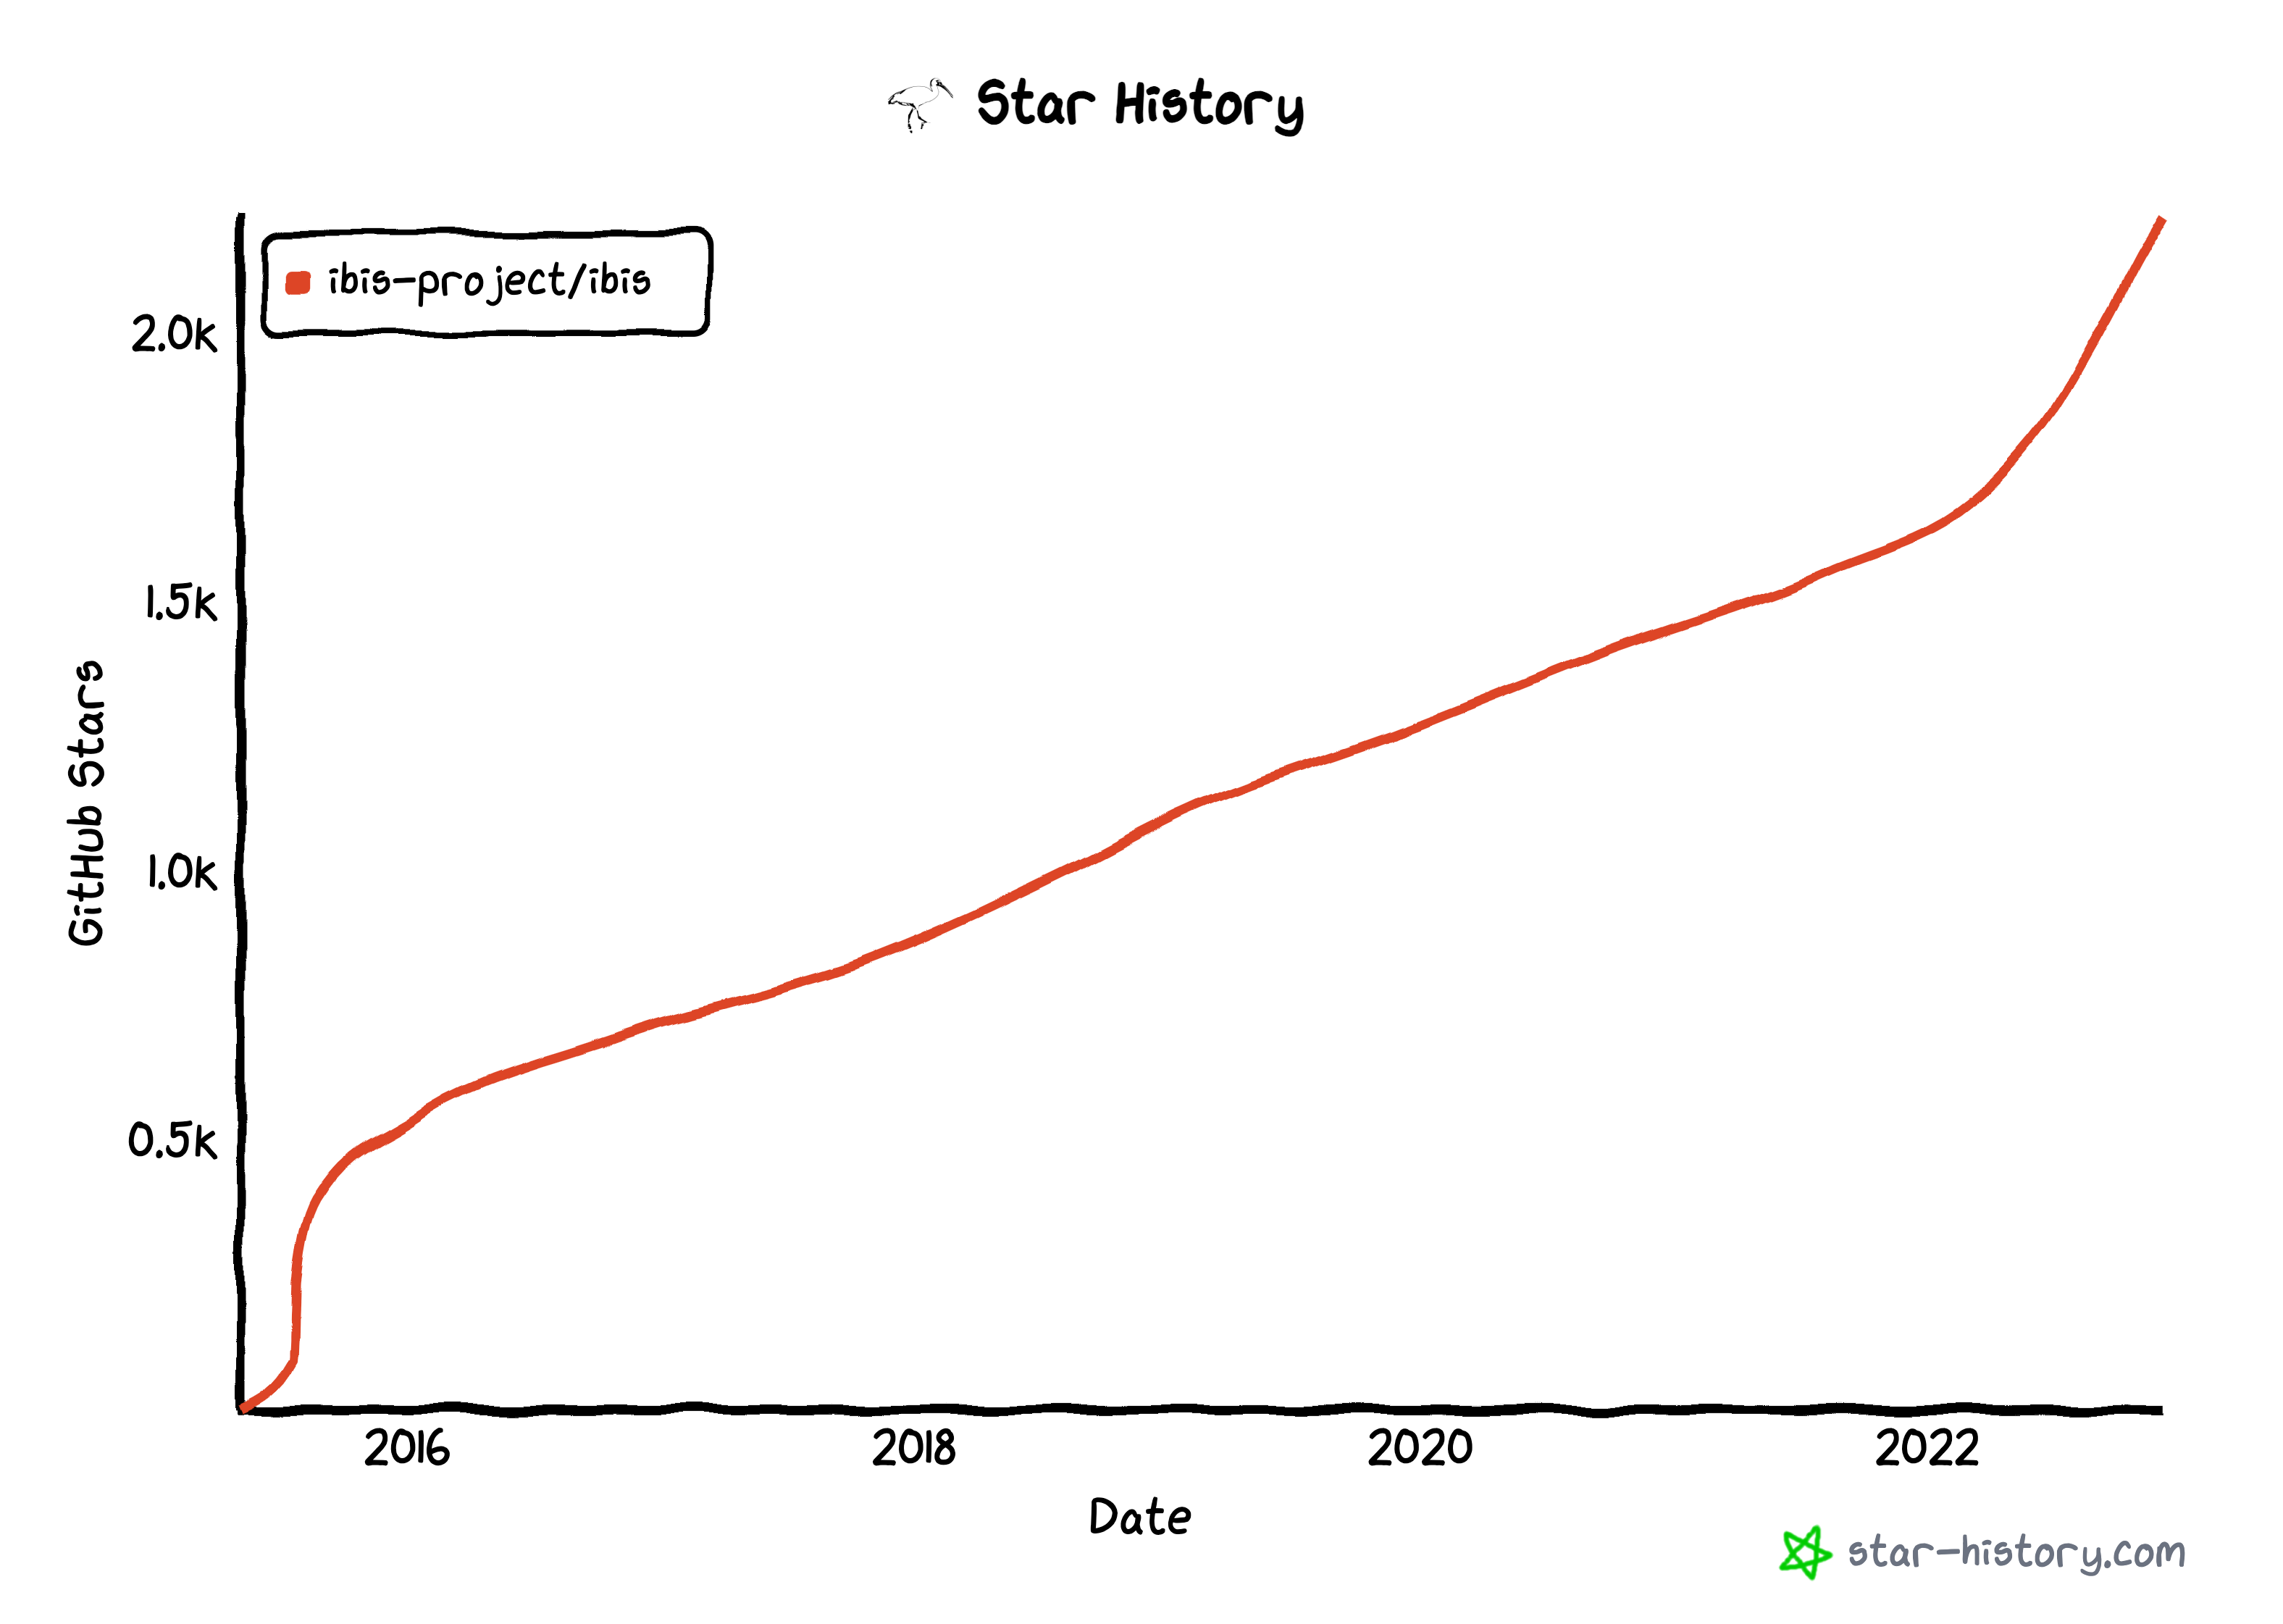 Star History
ibis-project/ibis
2.0K
1.5K
1.0K
0.5K
GitHub Stars
2016
2018
2020
2022
Date
star-history.com